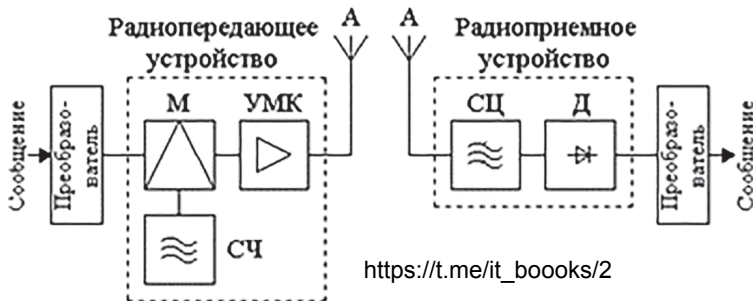 Радиопередающее
устройство
А
А
Радиоприемное
устройство
Сообщение
Преобразо-
ватель
М
УМК
СЧ
СЦ
Д
Преобразо-
ватель
Сообщение
https://t.me/it_boooks/2